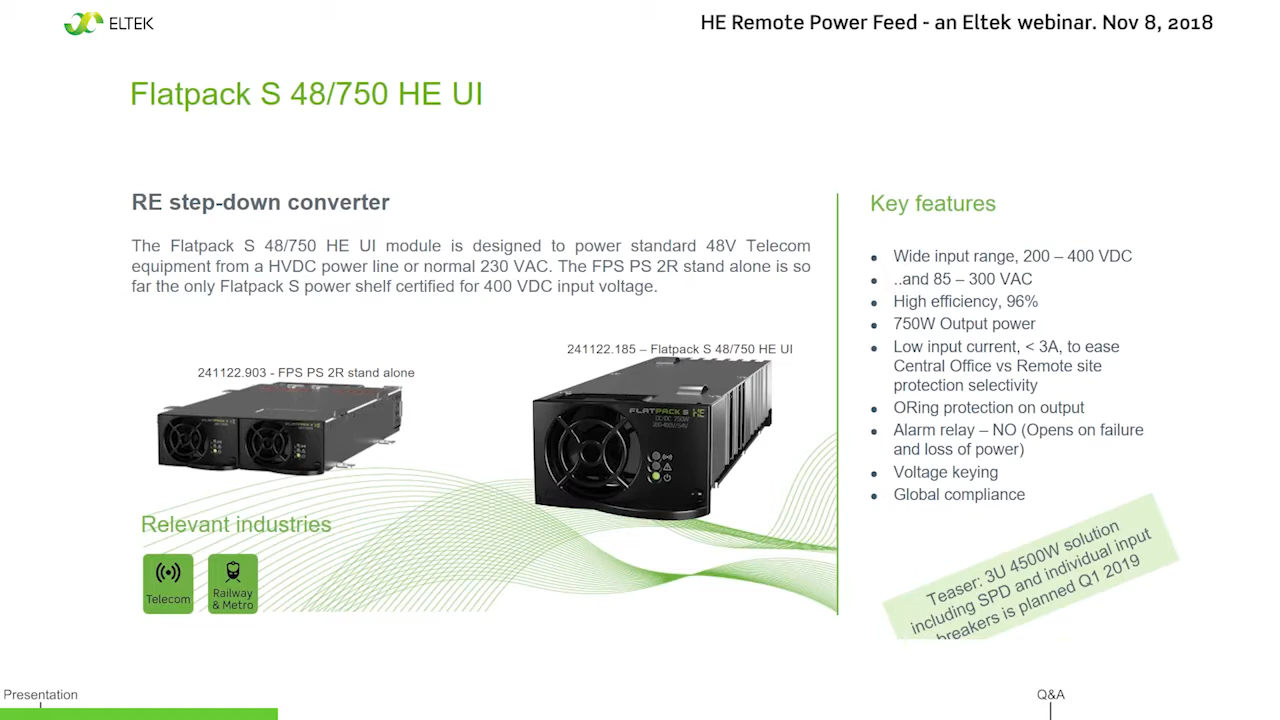 ELTEK
HE Remote Power Feed - an Eltek webinar. Nov 8, 2018
Flatpack S 48/750 HE UI
RE step-down converter
The Flatpack S 48/750 HE UI module is designed to power standard 48V Telecom
equipment from a HVDC power line or normal 230 VAC. The FPS PS 2R stand alone is so
far the only Flatpack S power shelf certified for 400 VDC input voltage.
241122.903 - FPS PS 2R stand alone
241122.185 – Flatpack S 48/750 HE UI
FLATPACK S HE
DC/DC 750W
Relevant industries
Telecom
Railway
& Metro
Key features
Wide input range, 200 – 400 VDC
..and 85 – 300 VAC
High efficiency, 96%
750W Output power
Low input current, < 3A, to ease
Central Office vs Remote site
protection selectivity
ORing protection on output
Alarm relay – NO (Opens on failure
and loss of power)
Voltage keying
Global compliance
Teaser: 3U 4500W solution
including SPD and individual input
breakers is planned Q1 2019
Presentation
Q&A